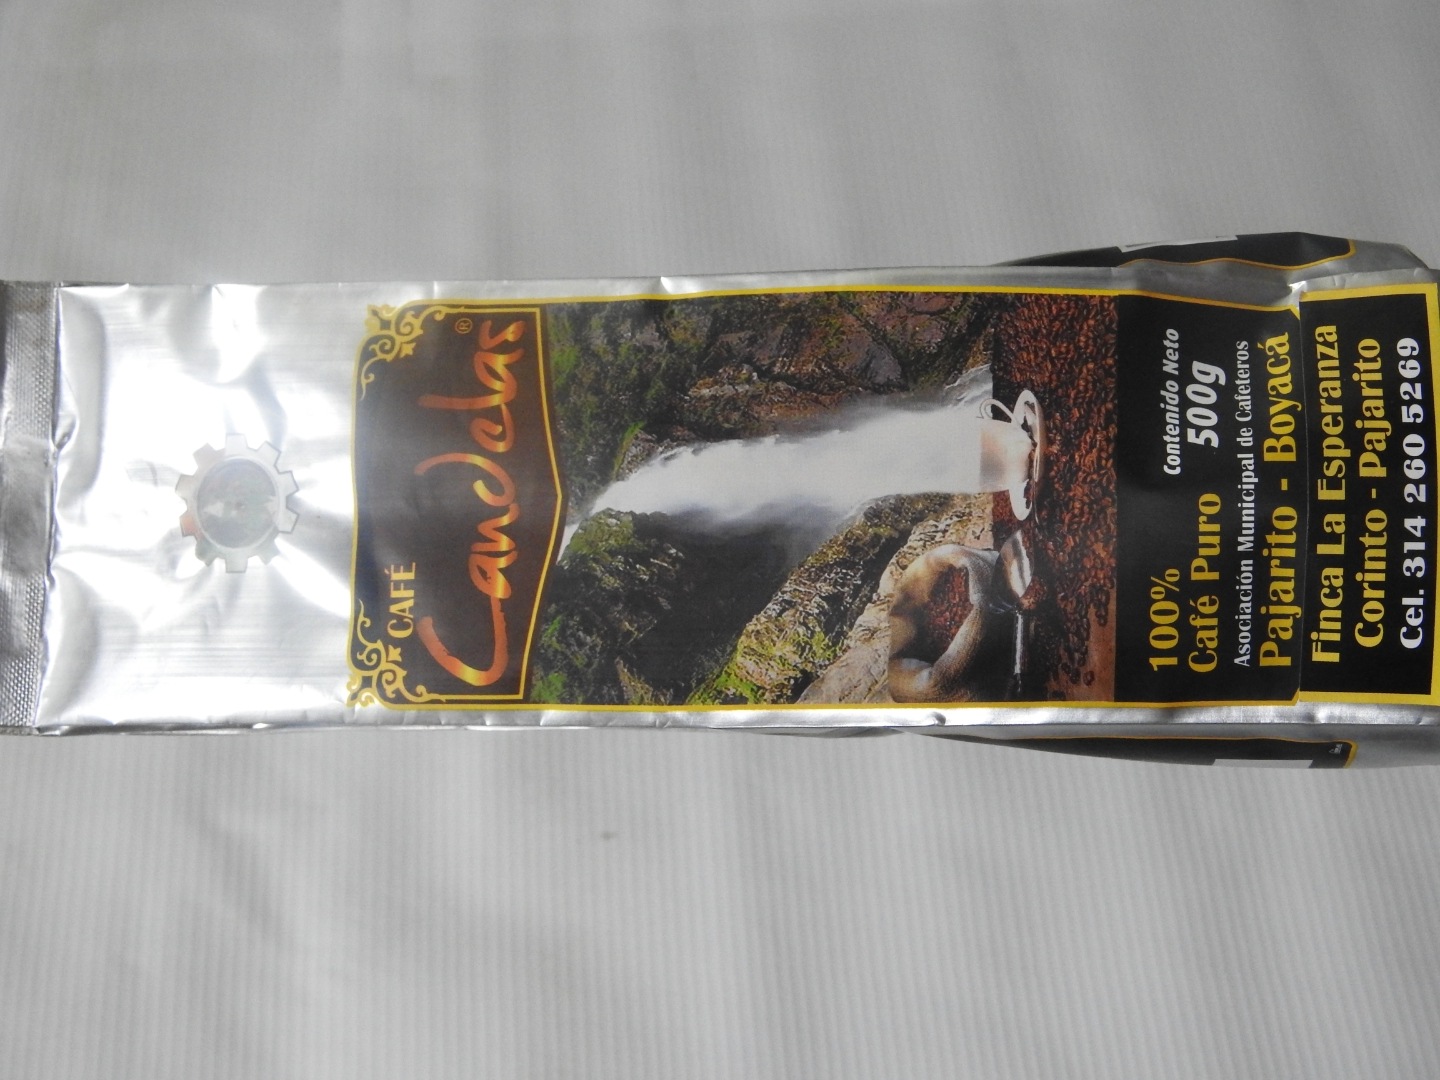 CAFÉ
Candelas ®
100%
Café Puro
Contenido Neto
500g
Asociación Municipal de Cafeteros
Pajarito - Boyacá
Finca La Esperanza
Corinto - Pajarito
Cel. 314 260 5269